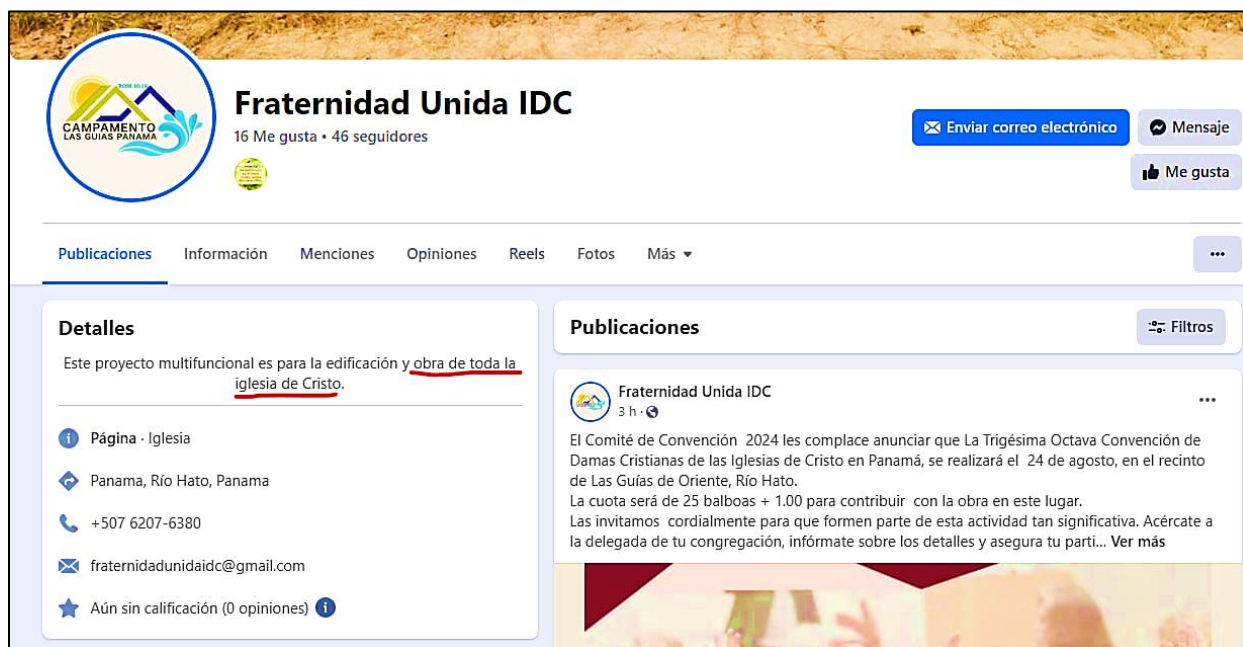 CAMPAMENTO
LAS GUIAS PANAMA
Fraternidad Unida IDC
16 Me gusta • 46 seguidores
Enviar correo electrónico
Mensaje
Me gusta
Publicaciones
Información
Menciones
Opiniones
Reels
Fotos
Más
Detalles
Este proyecto multifuncional es para la edificación y obra de toda la
iglesia de Cristo.
Página · Iglesia
Panama, Río Hato, Panama
+507 6207-6380
fraternidadunidaidc@gmail.com
Aún sin calificación (0 opiniones)
Publicaciones
Filtros
Fraternidad Unida IDC
3 h ·
El Comité de Convención 2024 les complace anunciar que La Trigésima Octava Convención de
Damas Cristianas de las Iglesias de Cristo en Panamá, se realizará el 24 de agosto, en el recinto
de Las Guías de Oriente, Río Hato.
La cuota será de 25 balboas + 1.00 para contribuir con la obra en este lugar.
Las invitamos cordialmente para que formen parte de esta actividad tan significativa. Acércate a
la delegada de tu congregación, infórmate sobre los detalles y asegura tu parti... Ver más